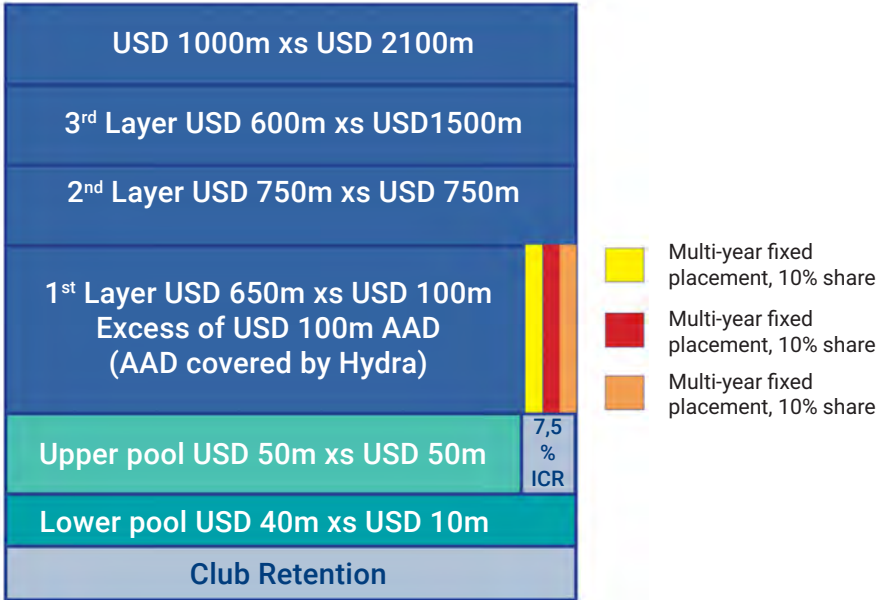 USD 1000m xs USD 2100m
3rd Layer USD 600m xs USD1500m
2nd Layer USD 750m xs USD 750m
1st Layer USD 650m xs USD 100m
Excess of USD 100m AAD
(AAD covered by Hydra)
Upper pool USD 50m xs USD 50m
7,5
%
ICR
Lower pool USD 40m xs USD 10m
Club Retention
Multi-year fixed
placement, 10% share
Multi-year fixed
placement, 10% share
Multi-year fixed
placement, 10% share